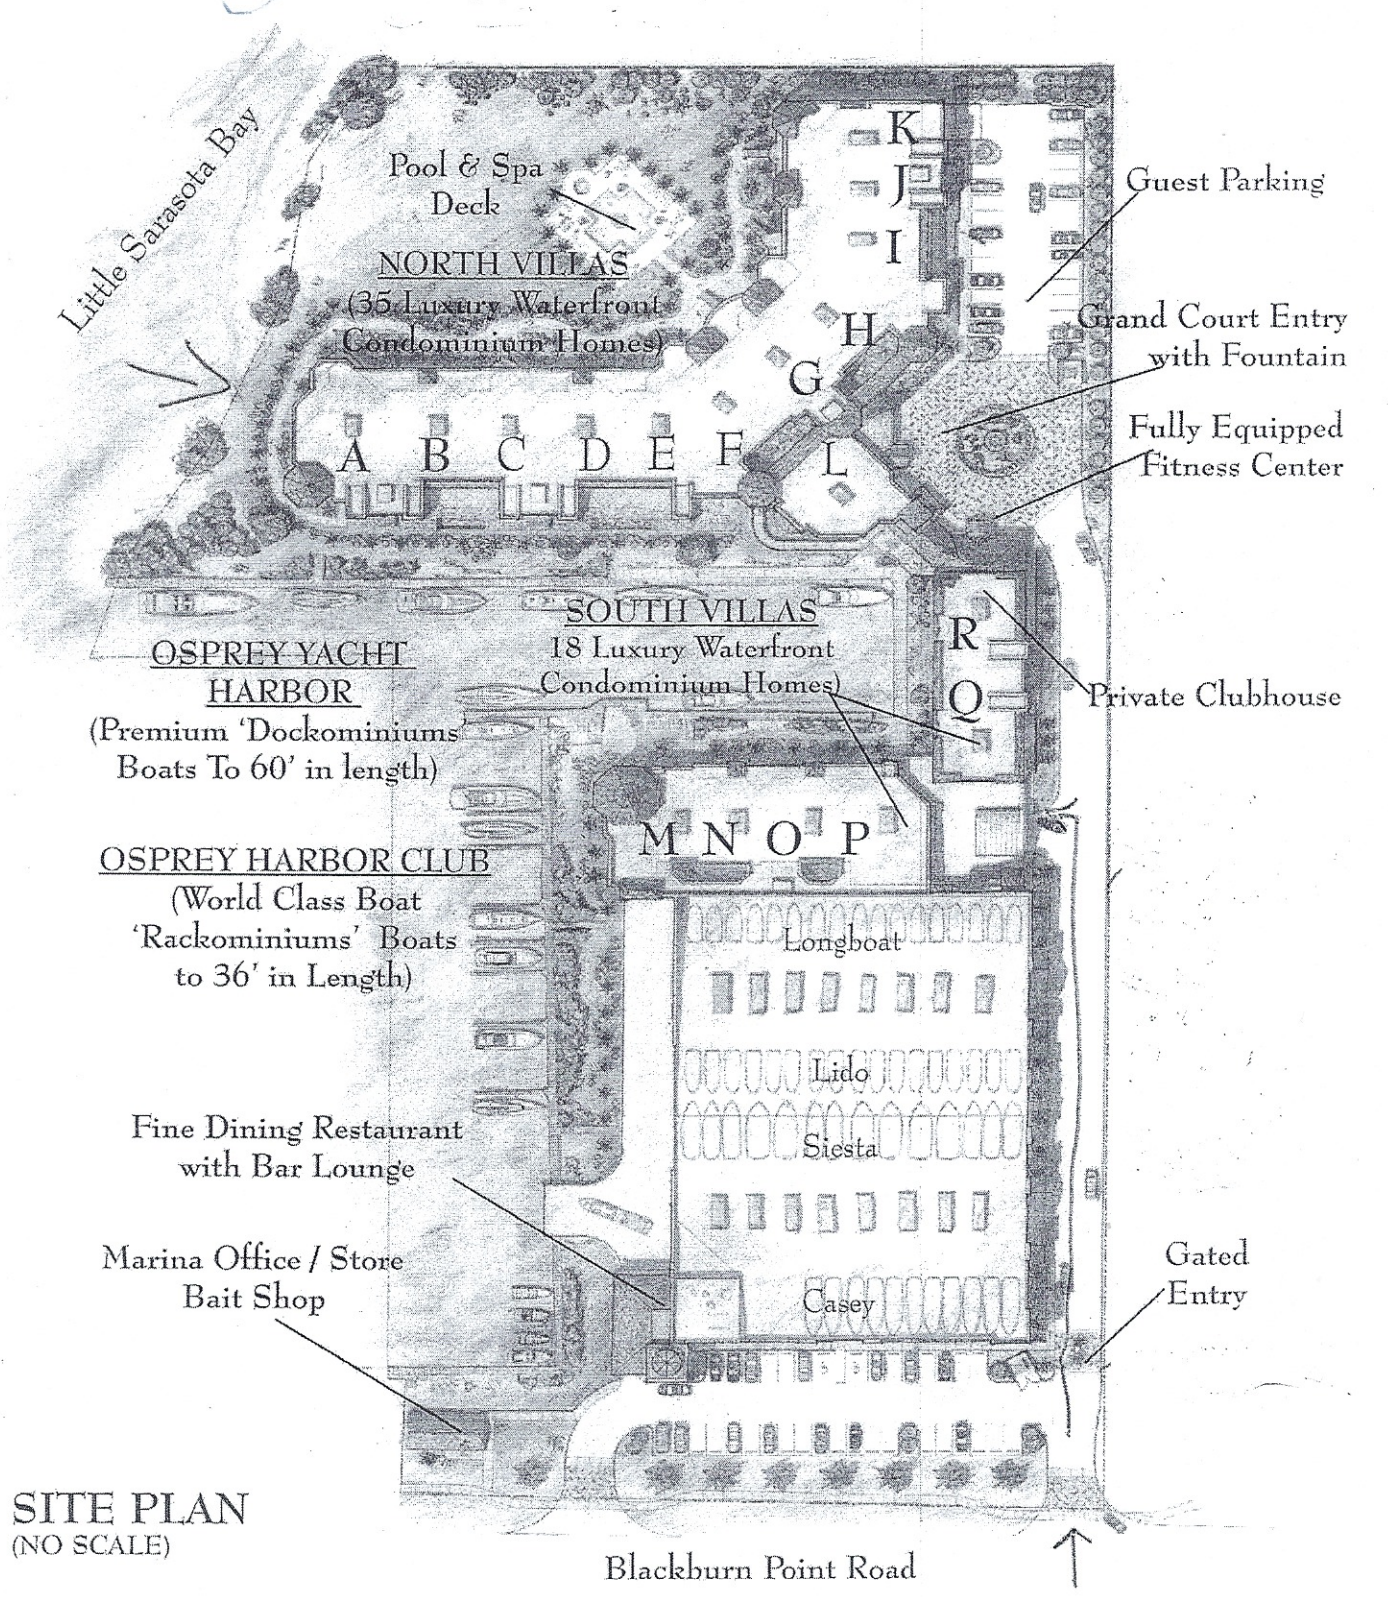 Little Sarasota Bay
Pool & Spa
Deck
NORTH VILLAS
(35 Luxury Waterfront
Condominium Homes)
K
J
I
H
G
A B C D E F L
Guest Parking
Grand Court Entry
with Fountain
Fully Equipped
Fitness Center
SOUTH VILLAS
18 Luxury Waterfront
Condominium Homes)
R
Q
Private Clubhouse
OSPREY YACHT
HARBOR
(Premium 'Dockominiums'
Boats To 60' in length)
M N O P
OSPREY HARBOR CLUB
(World Class Boat
'Rackominiums' Boats
to 36' in Length)
Longboat
Lido
Siesta
Casey
Fine Dining Restaurant
with Bar Lounge
Marina Office / Store
Bait Shop
Gated
Entry
SITE PLAN
(NO SCALE)
Blackburn Point Road